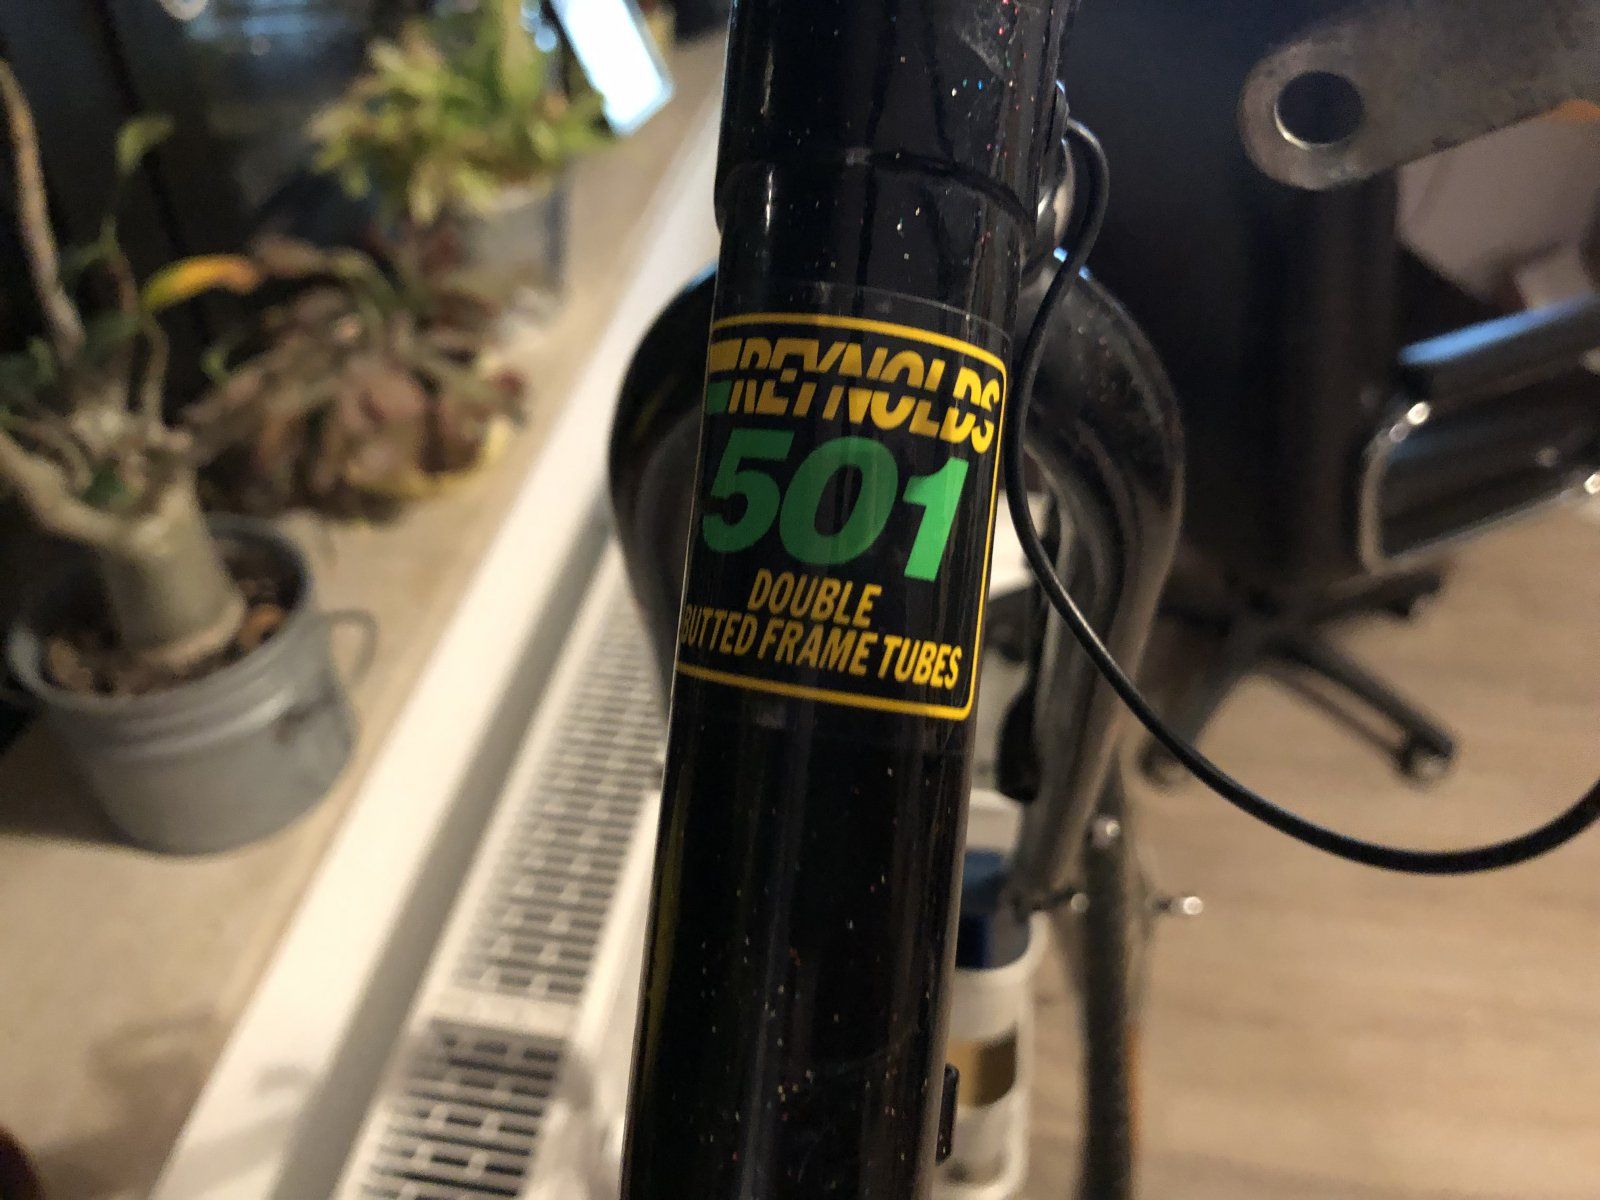 REYNOLDS
501
DOUBLE
BUTTED FRAME TUBES